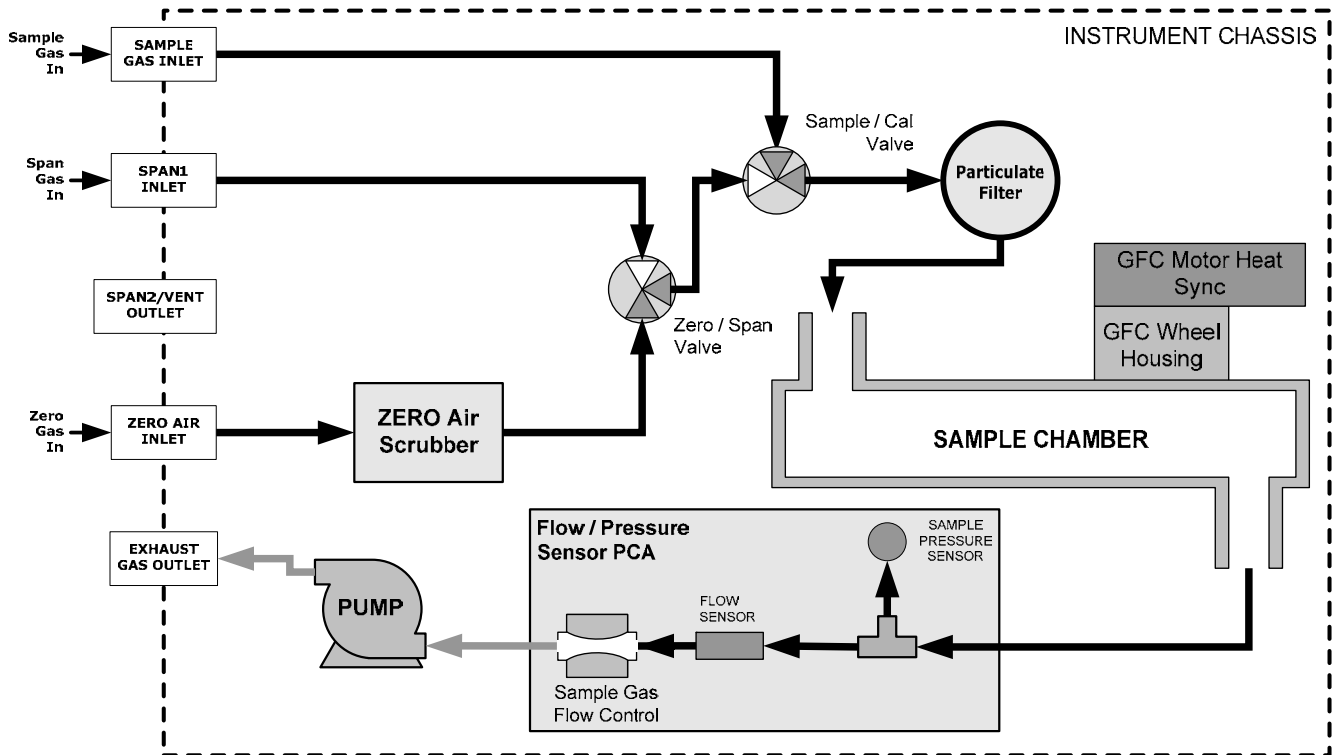 INSTRUMENT CHASSIS
Sample
Gas
In
SAMPLE
GAS INLET
Sample / Cal
Valve
Span
Gas
In
SPAN1
INLET
Particulate
Filter
SPAN2/VENT
OUTLET
Zero / Span
Valve
GFC Motor Heat
Sync
GFC Wheel
Housing
Zero
Gas
In
ZERO AIR
INLET
ZERO Air
Scrubber
SAMPLE CHAMBER
EXHAUST
GAS OUTLET
PUMP
Flow / Pressure
Sensor PCA
SAMPLE
PRESSURE
SENSOR
FLOW
SENSOR
Sample Gas
Flow Control